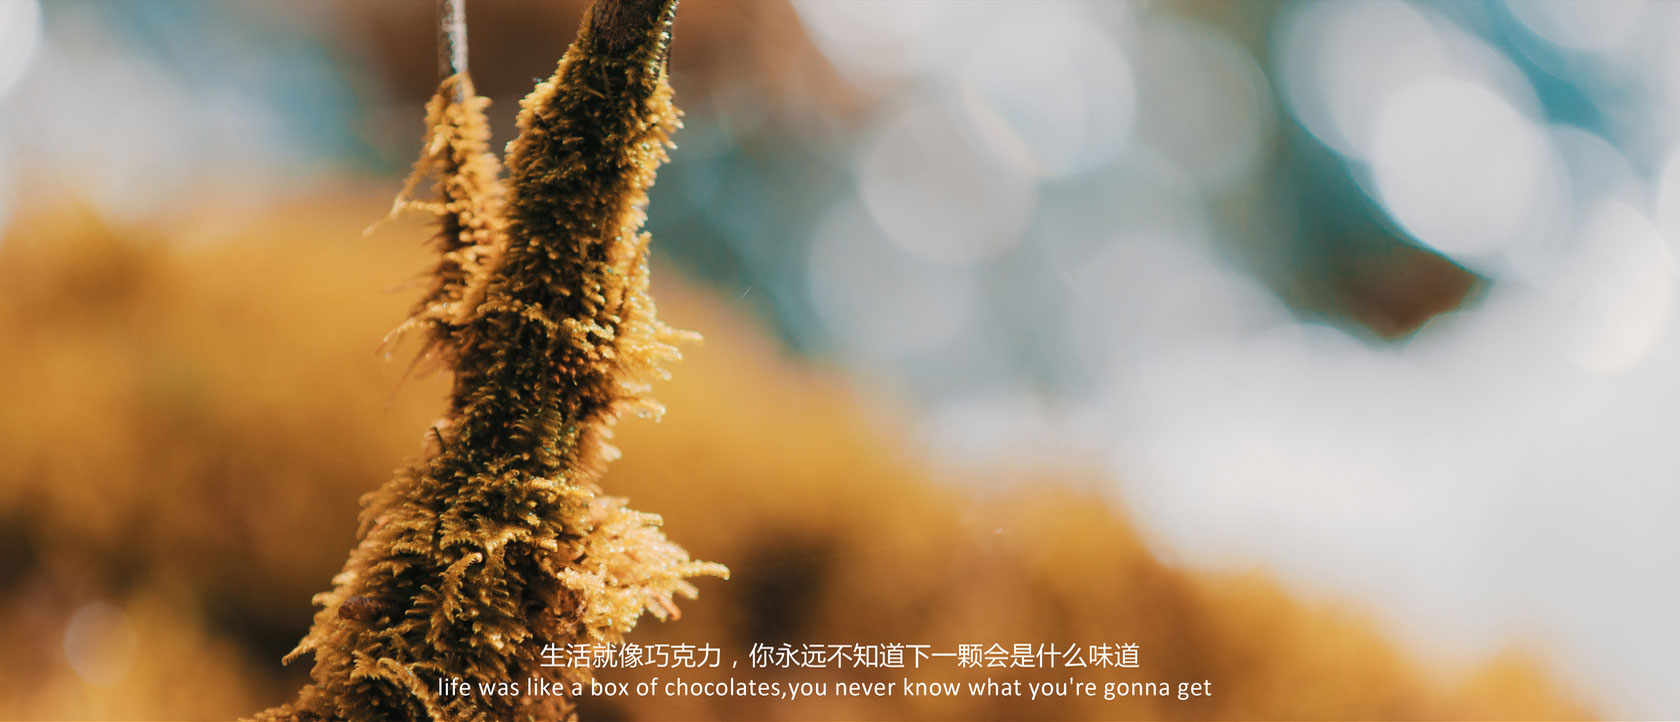 生活就像巧克力，你永远不知道下一颗会是什么味道
life was like a box of chocolates,you never know what you're gonna get